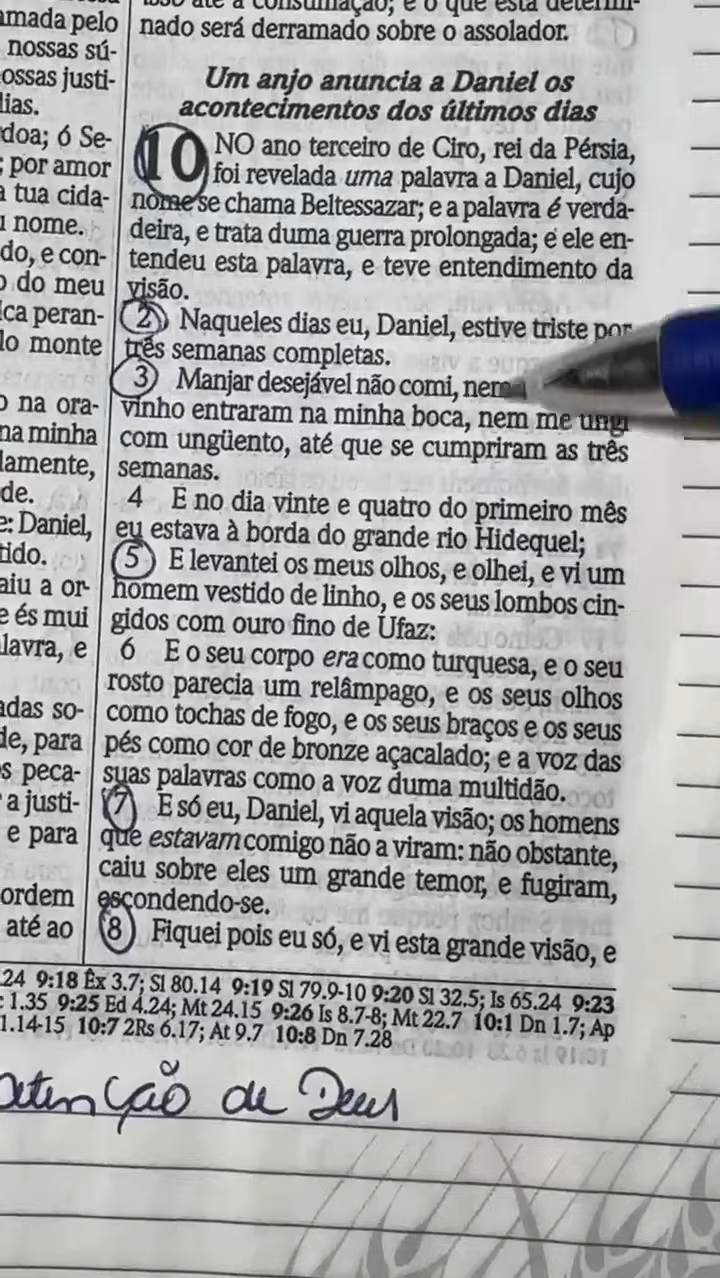 amada pelo
nossas sú-
ossas justi-
doa; ó Se-
por amor
a tua cida-
nome.
do, e con-
do meu
ca peran-
lo monte
o na ora-
na minha
de.
Daniel,
tido.
aiu a or-
e és mui
lavra, e
adas so-
de, para
s peca-
a justi-
e para
ordem
até ao
nado será derramado sobre o assolador.
Um anjo anuncia a Daniel os
acontecimentos dos últimos dias
10 NO ano terceiro de Ciro, rei da Pérsia,
foi revelada uma palavra a Daniel, cujo
nome se chama Beltessazar; e a palavra é verda-
deira, e trata duma guerra prolongada; e ele en-
tendeu esta palavra, e teve entendimento da
visão.
2 Naqueles dias eu, Daniel, estive triste por
três semanas completas.
3 Manjar desejável não comi, nem
vinho entraram na minha boca, nem me ungi
com ungüento, até que se cumpriram as três
semanas.
4 E no dia vinte e quatro do primeiro mês
eu estava à borda do grande rio Hidequel;
5 E levantei os meus olhos, e olhei, e vi um
homem vestido de linho, e os seus lombos cin-
gidos com ouro fino de Ufaz:
6 E o seu corpo era como turquesa, e o seu
rosto parecia um relâmpago, e os seus olhos
como tochas de fogo, e os seus braços e os seus
pés como cor de bronze açacalado; e a voz das
suas palavras como a voz duma multidão.
7 E só eu, Daniel, vi aquela visão; os homens
que estavam comigo não a viram: não obstante,
caiu sobre eles um grande temor, e fugiram,
escondendo-se.
8 Fiquei pois eu só, e vi esta grande visão, e
.24 9:18 Êx 3.7; Sl 80.14 9:19 Sl 79.9-10 9:20 Sl 32.5; Is 65.24 9:23
1.35 9:25 Ed 4.24; Mt 24.15 9:26 Is 8.7-8; Mt 22.7 10:1 Dn 1.7; Ap
1.14-15 10:7 2Rs 6.17; At 9.7 10:8 Dn 7.28
de Deus